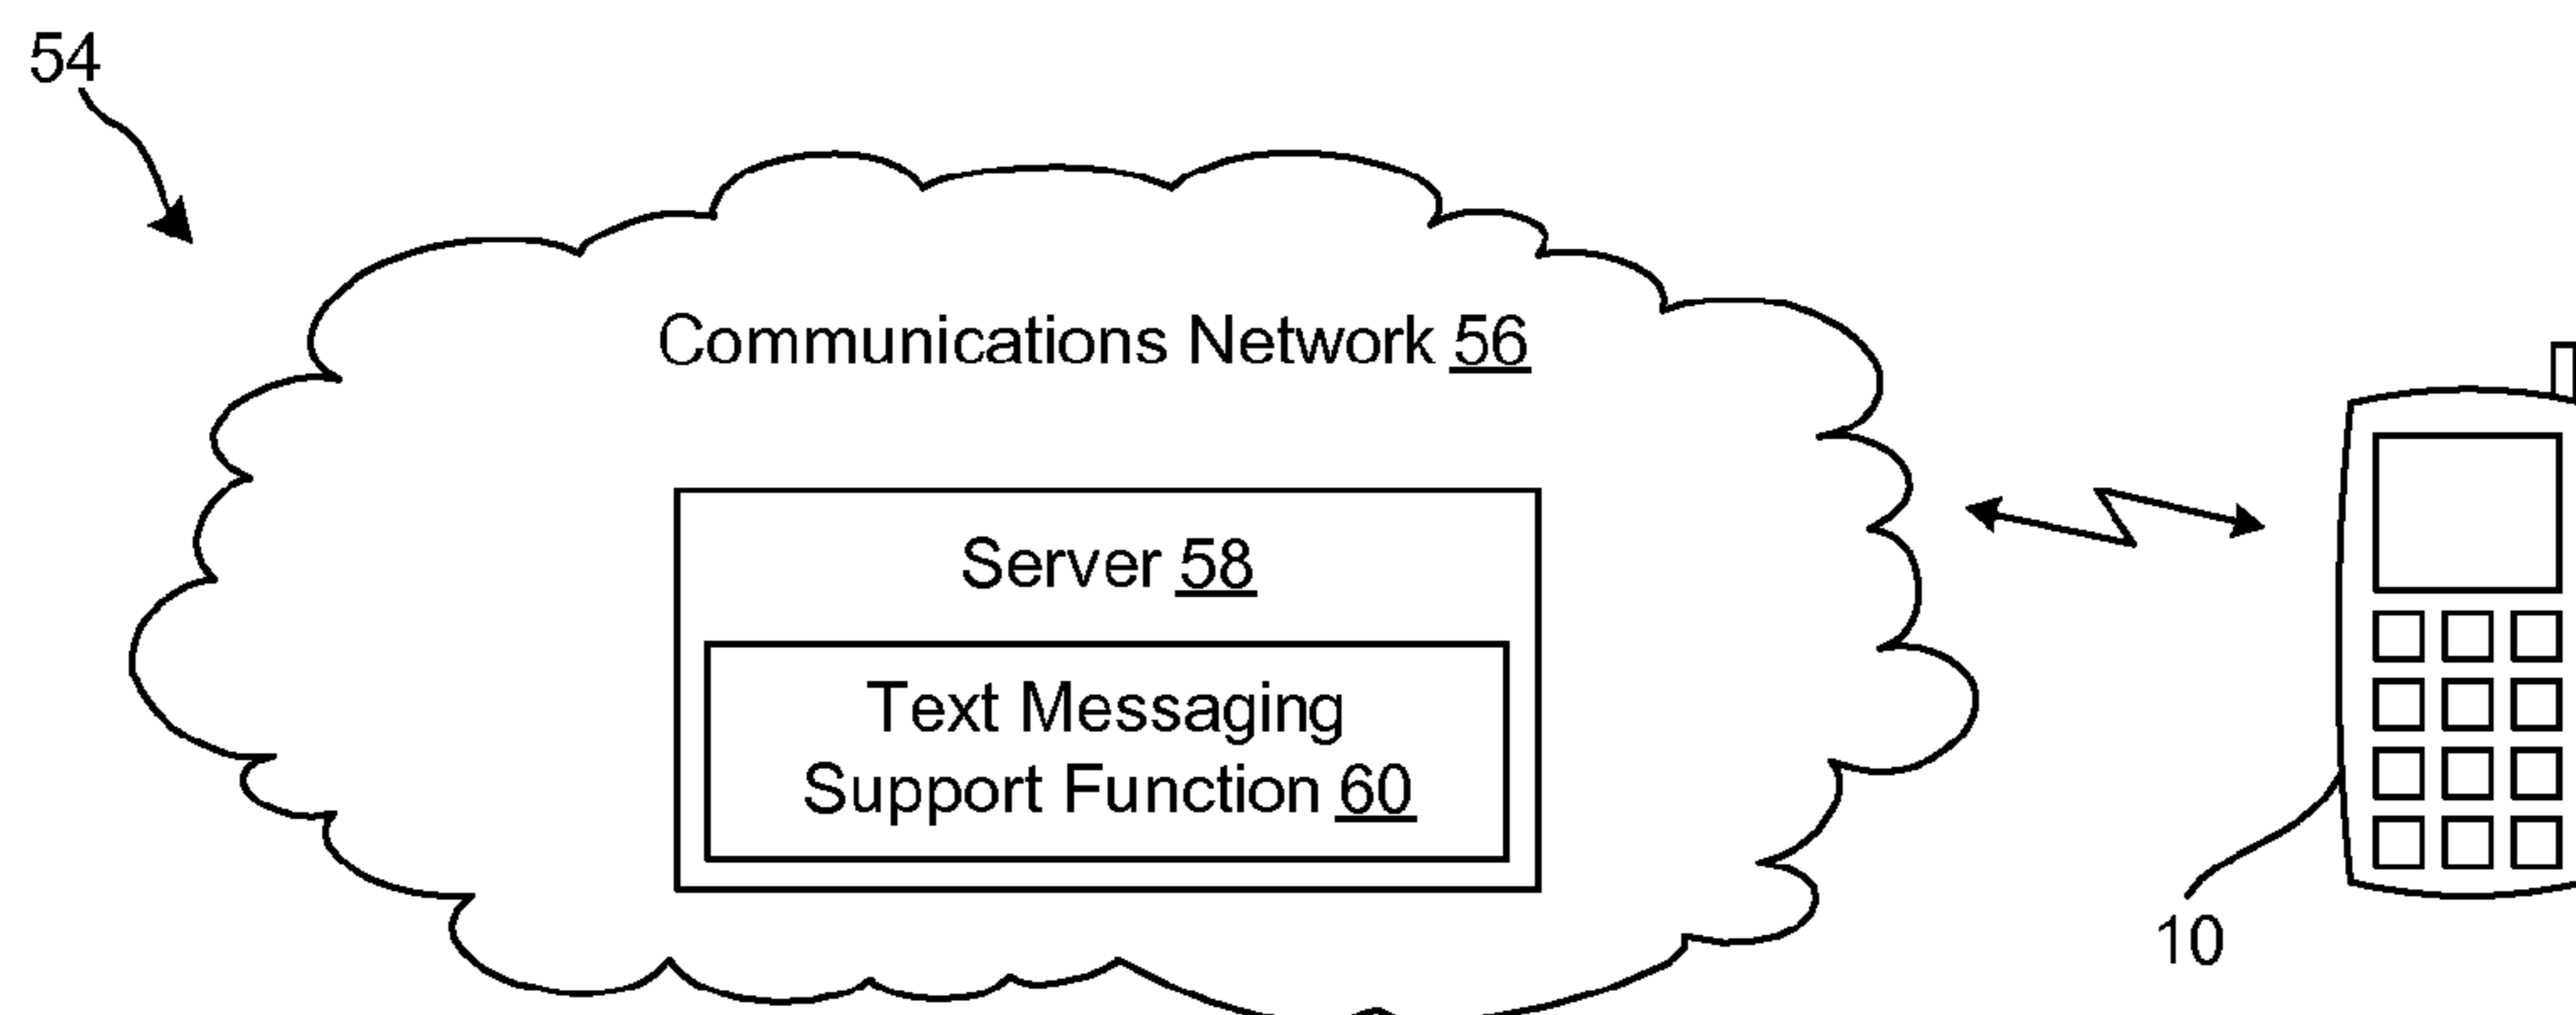 54
Communications Network 56
Server 58
Text Messaging
Support Function 60
10